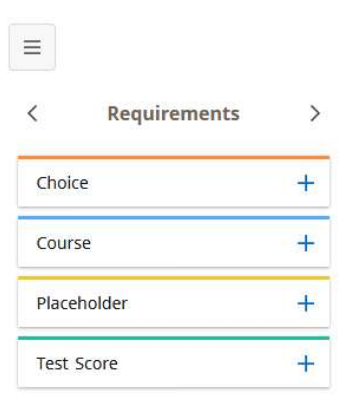 Requirements
Choice
Course
Placeholder
Test Score